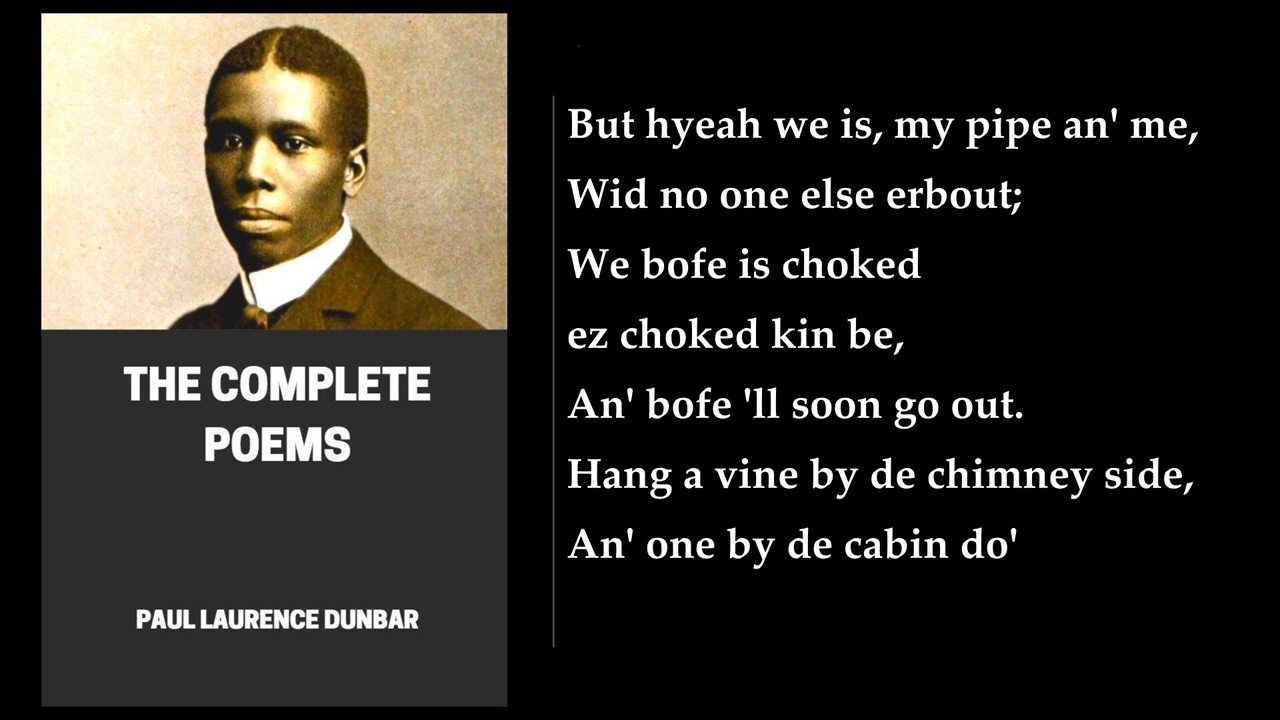 THE COMPLETE
POEMS
PAUL LAURENCE DUNBAR
But hyeah we is, my pipe an' me,
Wid no one else erbout;
We bofe is choked
ez choked kin be,
An' bofe 'll soon go out.
Hang a vine by de chimney side,
An' one by de cabin do'